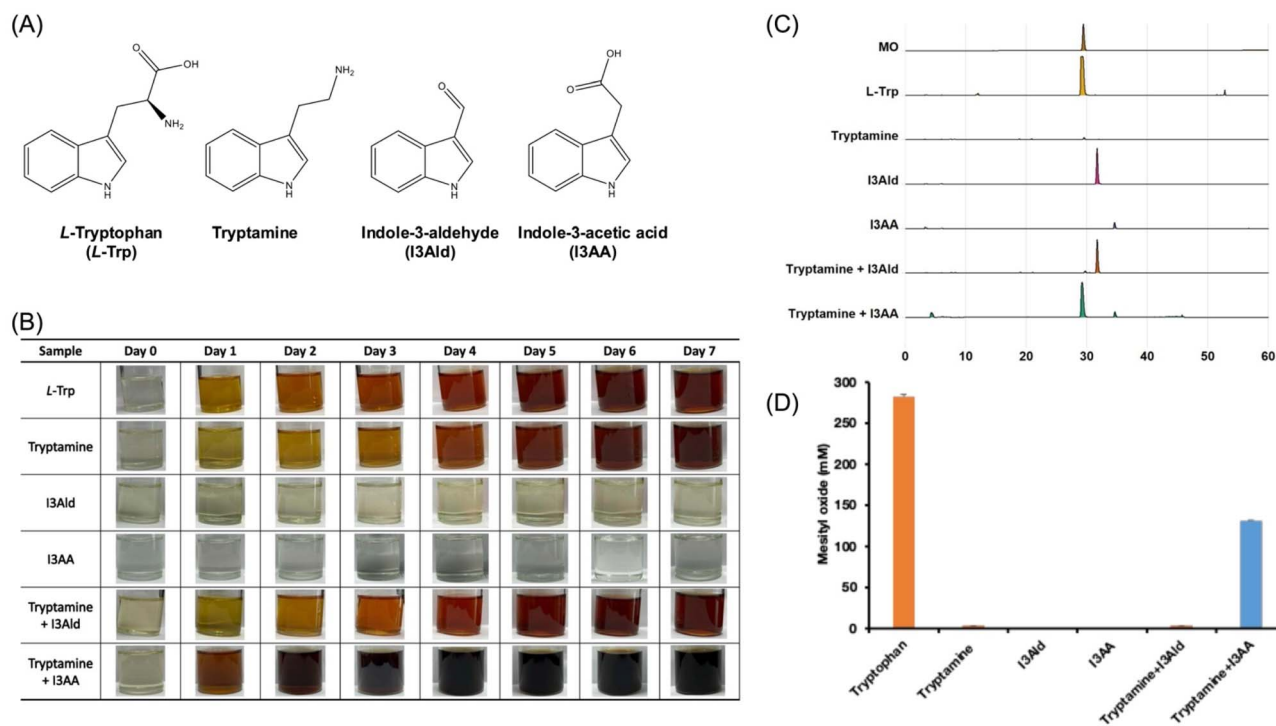 (A)
O
OH
NH₂
N
H
L-Tryptophan
(L-Trp)
NH₂
N
H
Tryptamine
O
N
H
Indole-3-aldehyde
(I3Ald)
OH
O
N
H
Indole-3-acetic acid
(I3AA)
(B)
Sample Day 0 Day 1 Day 2 Day 3 Day 4 Day 5 Day 6 Day 7
L-Trp
Tryptamine
I3Ald
I3AA
Tryptamine
+ I3Ald
Tryptamine
+ I3AA
(C)
MO
L-Trp
Tryptamine
I3Ald
I3AA
Tryptamine + I3Ald
Tryptamine + I3AA
0 10 20 30 40 50 60
(D)
Mesityl oxide (mM)
300
250
200
150
100
50
0
Tryptophan
Tryptamine
I3Ald
I3AA
Tryptamine+I3Ald
Tryptamine+I3AA